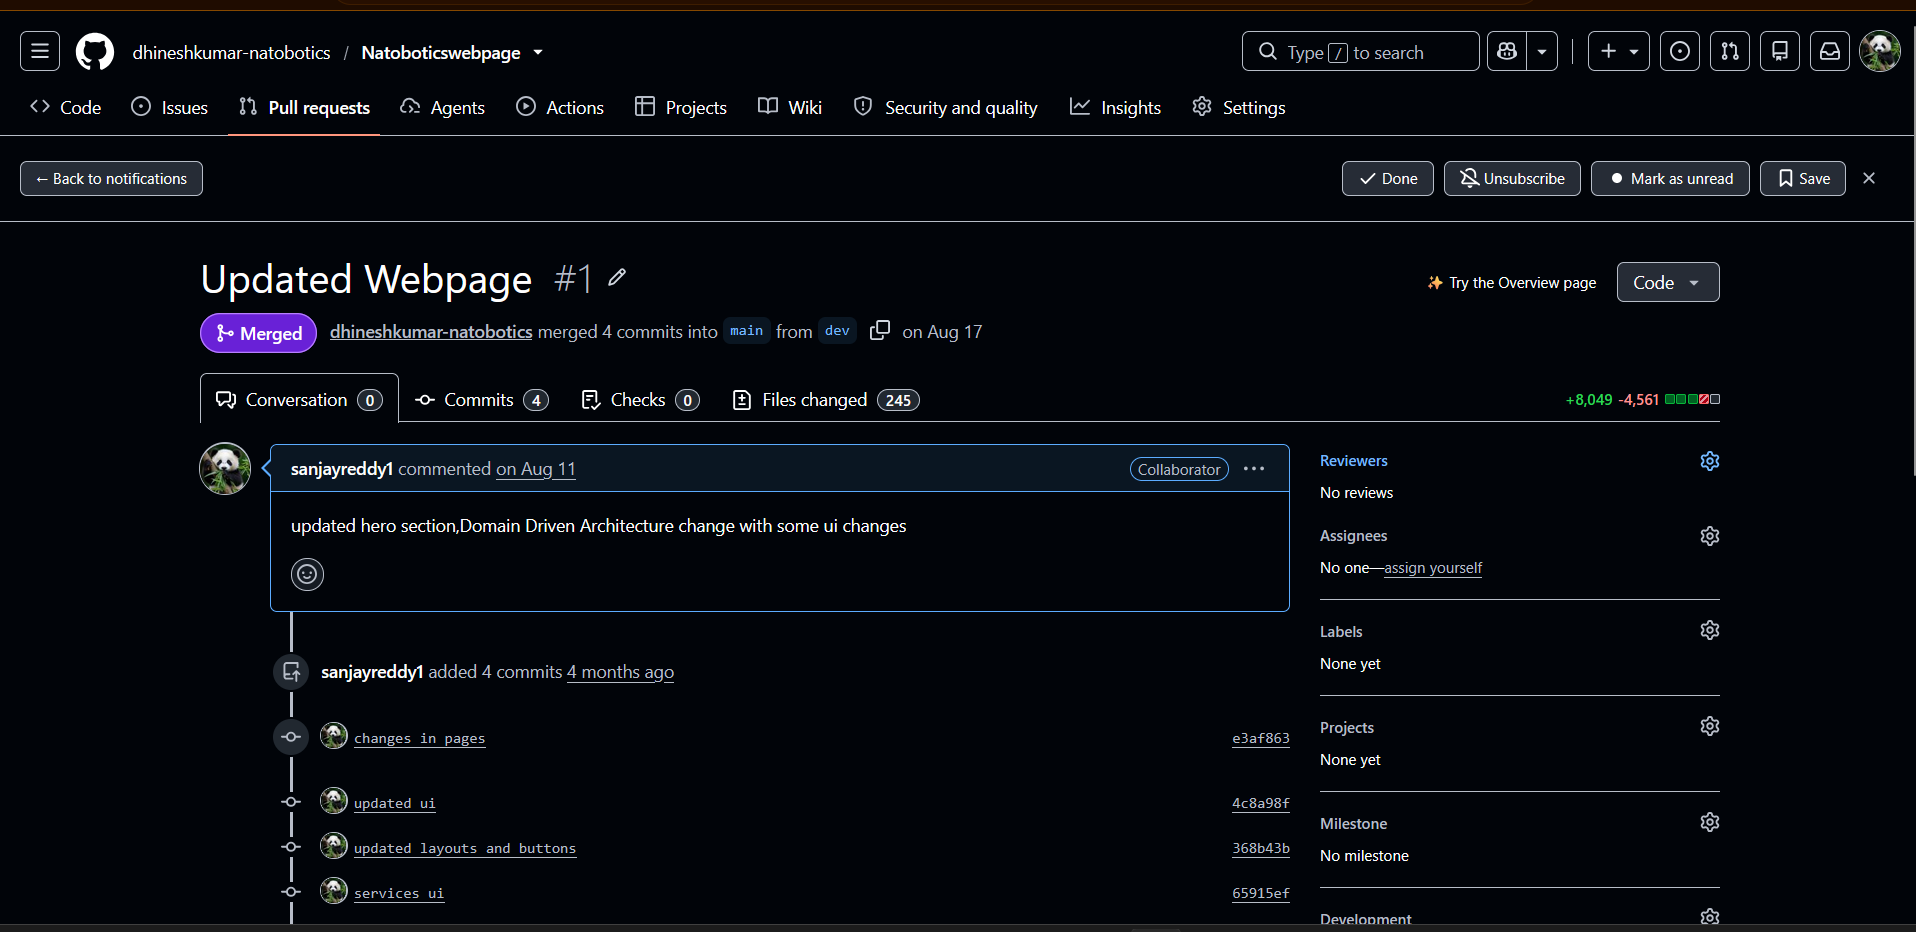 dhineshkumar-natobotics / Natoboticswebpage
Type / to search
Code Issues Pull requests Agents Actions Projects Wiki Security and quality Insights Settings
← Back to notifications
Done Unsubscribe Mark as unread Save
Updated Webpage #1
Try the Overview page
Code
Merged
dhineshkumar-natobotics merged 4 commits into main from dev on Aug 17
Conversation 0 Commits 4 Checks 0 Files changed 245
+8,049 -4,561
sanjayreddy1 commented on Aug 11
Collaborator
updated hero section,Domain Driven Architecture change with some ui changes
sanjayreddy1 added 4 commits 4 months ago
changes in pages e3af863
updated ui 4c8a98f
updated layouts and buttons 368b43b
services ui 65915ef
Reviewers
No reviews
Assignees
No one—assign yourself
Labels
None yet
Projects
None yet
Milestone
No milestone
Development